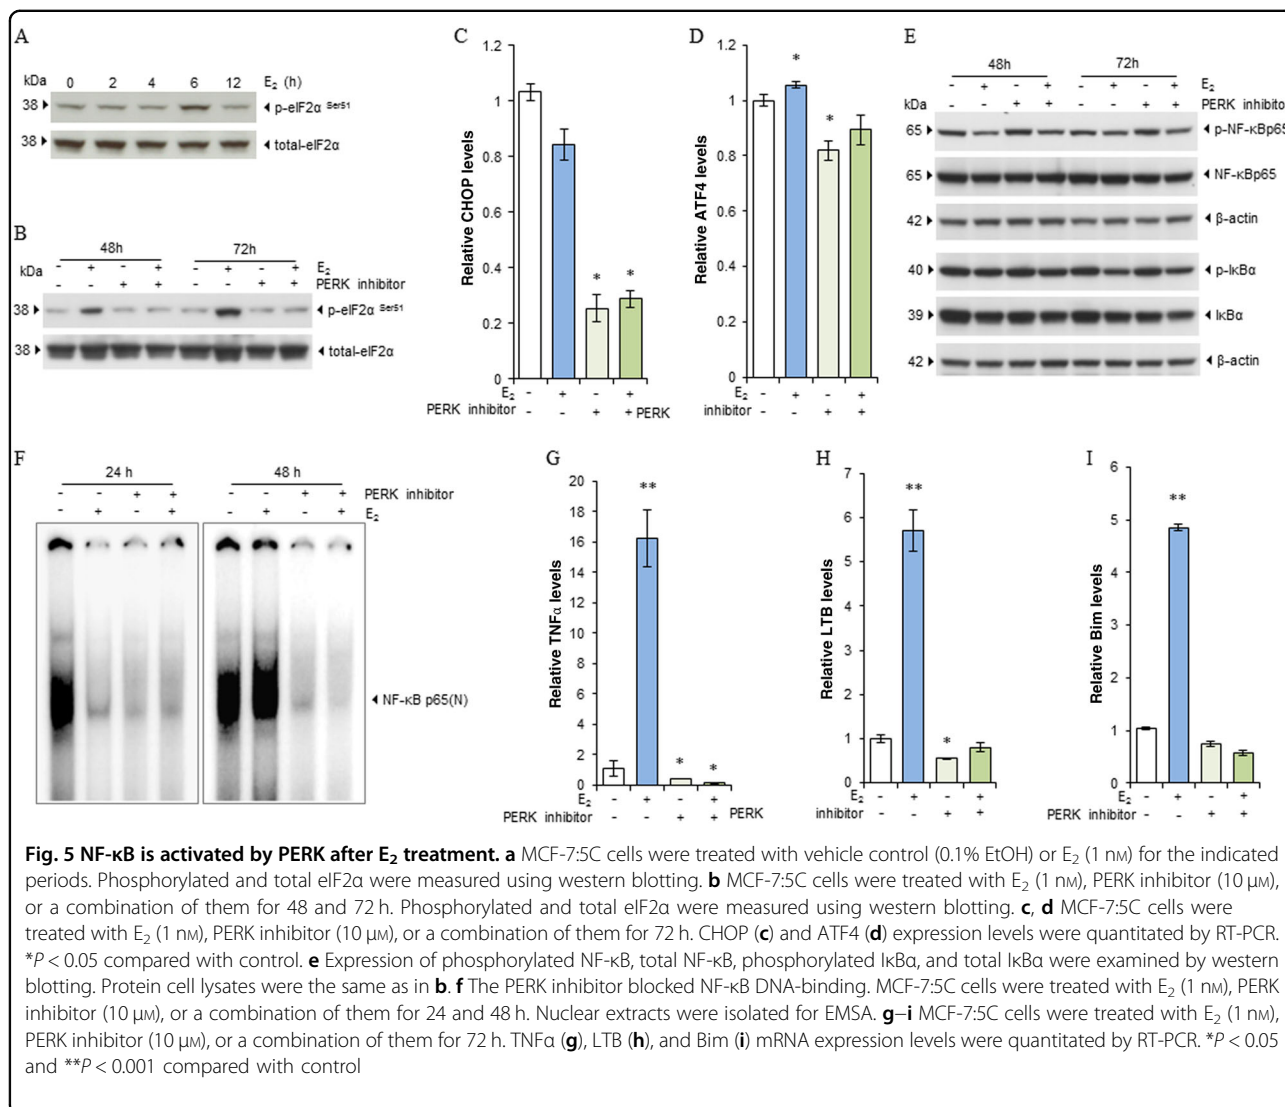 A
kDa 0 2 4 6 12 E₂ (h)
38 p-eIF2α Ser51
38 total-eIF2α
B
48h 72h
kDa - + - + - + - + E₂
- - + + - - + + PERK inhibitor
38 p-eIF2α Ser51
38 total-eIF2α
C
Relative CHOP levels
1.2
1
0.8
0.6
0.4
0.2
0
* *
E₂ - + - +
PERK inhibitor - - + + PERK
D
Relative ATF4 levels
1.2
1
0.8
0.6
0.4
0.2
0
* *
- + - +
inhibitor - - + +
E
48h 72h
- + - + - + - + E₂
kDa - - + + - - + + PERK inhibitor
65 p-NF-κBp65
65 NF-κBp65
42 β-actin
40 p-IκBα
39 IκBα
42 β-actin
F
24 h 48 h
- - + + - - + + PERK inhibitor
- + - + - + - + E₂
NF-κB p65(N)
G
Relative TNFα levels
20
18
16
14
12
10
8
6
4
2
0
** * *
E₂ - + - +
PERK inhibitor - - + + PERK
H
Relative LTB levels
7
6
5
4
3
2
1
0
** *
E₂ - + - +
inhibitor - - + +
I
Relative Bim levels
6
5
4
3
2
1
0
**
E₂ - + - +
PERK inhibitor - - + +
Fig. 5 NF-κB is activated by PERK after E₂ treatment. a MCF-7:5C cells were treated with vehicle control (0.1% EtOH) or E₂ (1 nM) for the indicated
periods. Phosphorylated and total eIF2α were measured using western blotting. b MCF-7:5C cells were treated with E₂ (1 nM), PERK inhibitor (10 μM),
or a combination of them for 48 and 72 h. Phosphorylated and total eIF2α were measured using western blotting. c, d MCF-7:5C cells were
treated with E₂ (1 nM), PERK inhibitor (10 μM), or a combination of them for 72 h. CHOP (c) and ATF4 (d) expression levels were quantitated by RT-PCR.
*P < 0.05 compared with control. e Expression of phosphorylated NF-κB, total NF-κB, phosphorylated IκBα, and total IκBα were examined by western
blotting. Protein cell lysates were the same as in b. f The PERK inhibitor blocked NF-κB DNA-binding. MCF-7:5C cells were treated with E₂ (1 nM), PERK
inhibitor (10 μM), or a combination of them for 24 and 48 h. Nuclear extracts were isolated for EMSA. g–i MCF-7:5C cells were treated with E₂ (1 nM),
PERK inhibitor (10 μM), or a combination of them for 72 h. TNFα (g), LTB (h), and Bim (i) mRNA expression levels were quantitated by RT-PCR. *P < 0.05
and **P < 0.001 compared with control